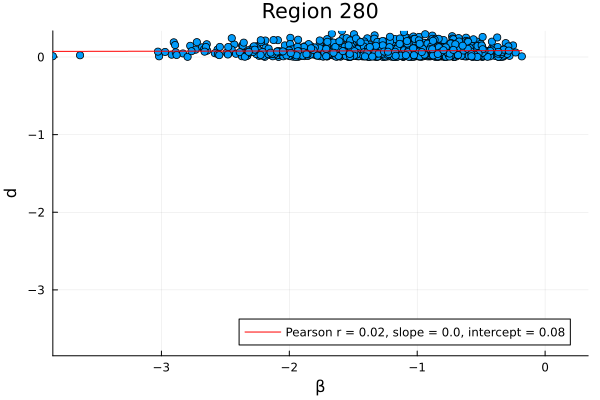 Region 280
0
−1
−2
−3
d
Pearson r = 0.02, slope = 0.0, intercept = 0.08
−3
−2
−1
0
β